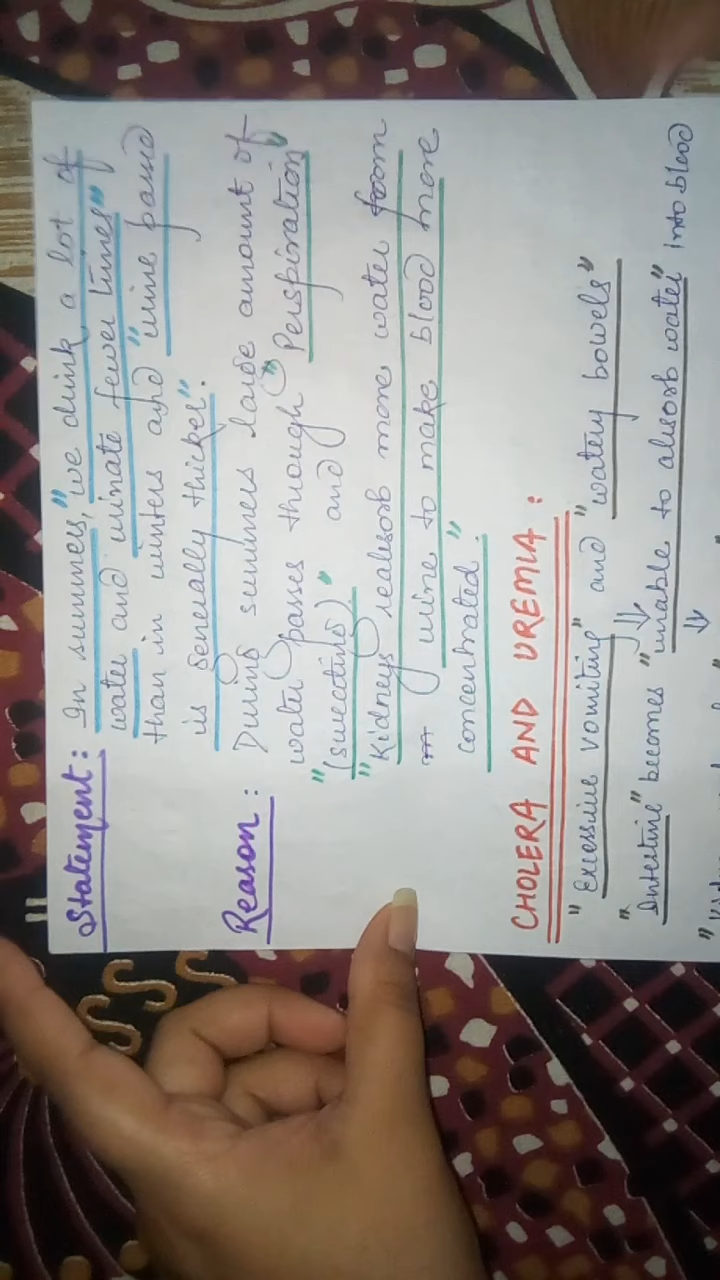 Statement: In summer, "we drink a lot of
water and urinate fewer times"
than in winters and "urine passed
is generally thicker".
Reason: During summers large amount of
water passes through "Perspiration"
"(sweating)" and
"Kidneys reabsorb more water from
urine to make blood more
concentrated."
CHOLERA AND UREMIA:
"Excessive vomiting" and "watery bowels"
"Intestine" becomes "unable to absorb water" into blood